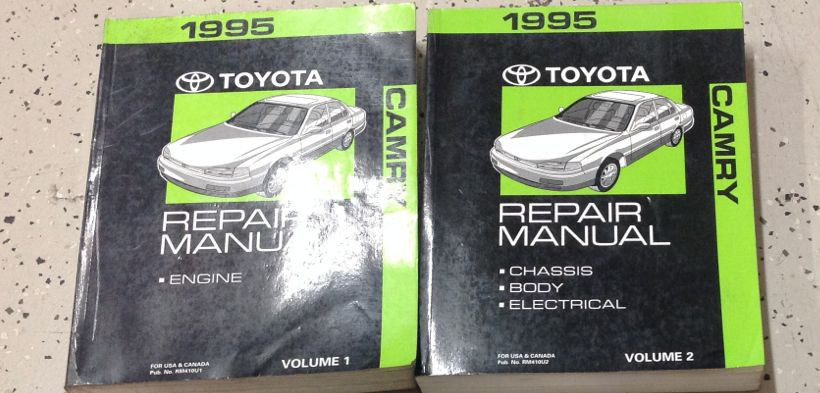 1995
TOYOTA
CAMRY
REPAIR
MANUAL
▪ ENGINE
FOR USA & CANADA
Pub. No. RM410U1
VOLUME 1
1995
TOYOTA
CAMRY
REPAIR
MANUAL
▪ CHASSIS
▪ BODY
▪ ELECTRICAL
FOR USA & CANADA
Pub. No. RM410U2
VOLUME 2